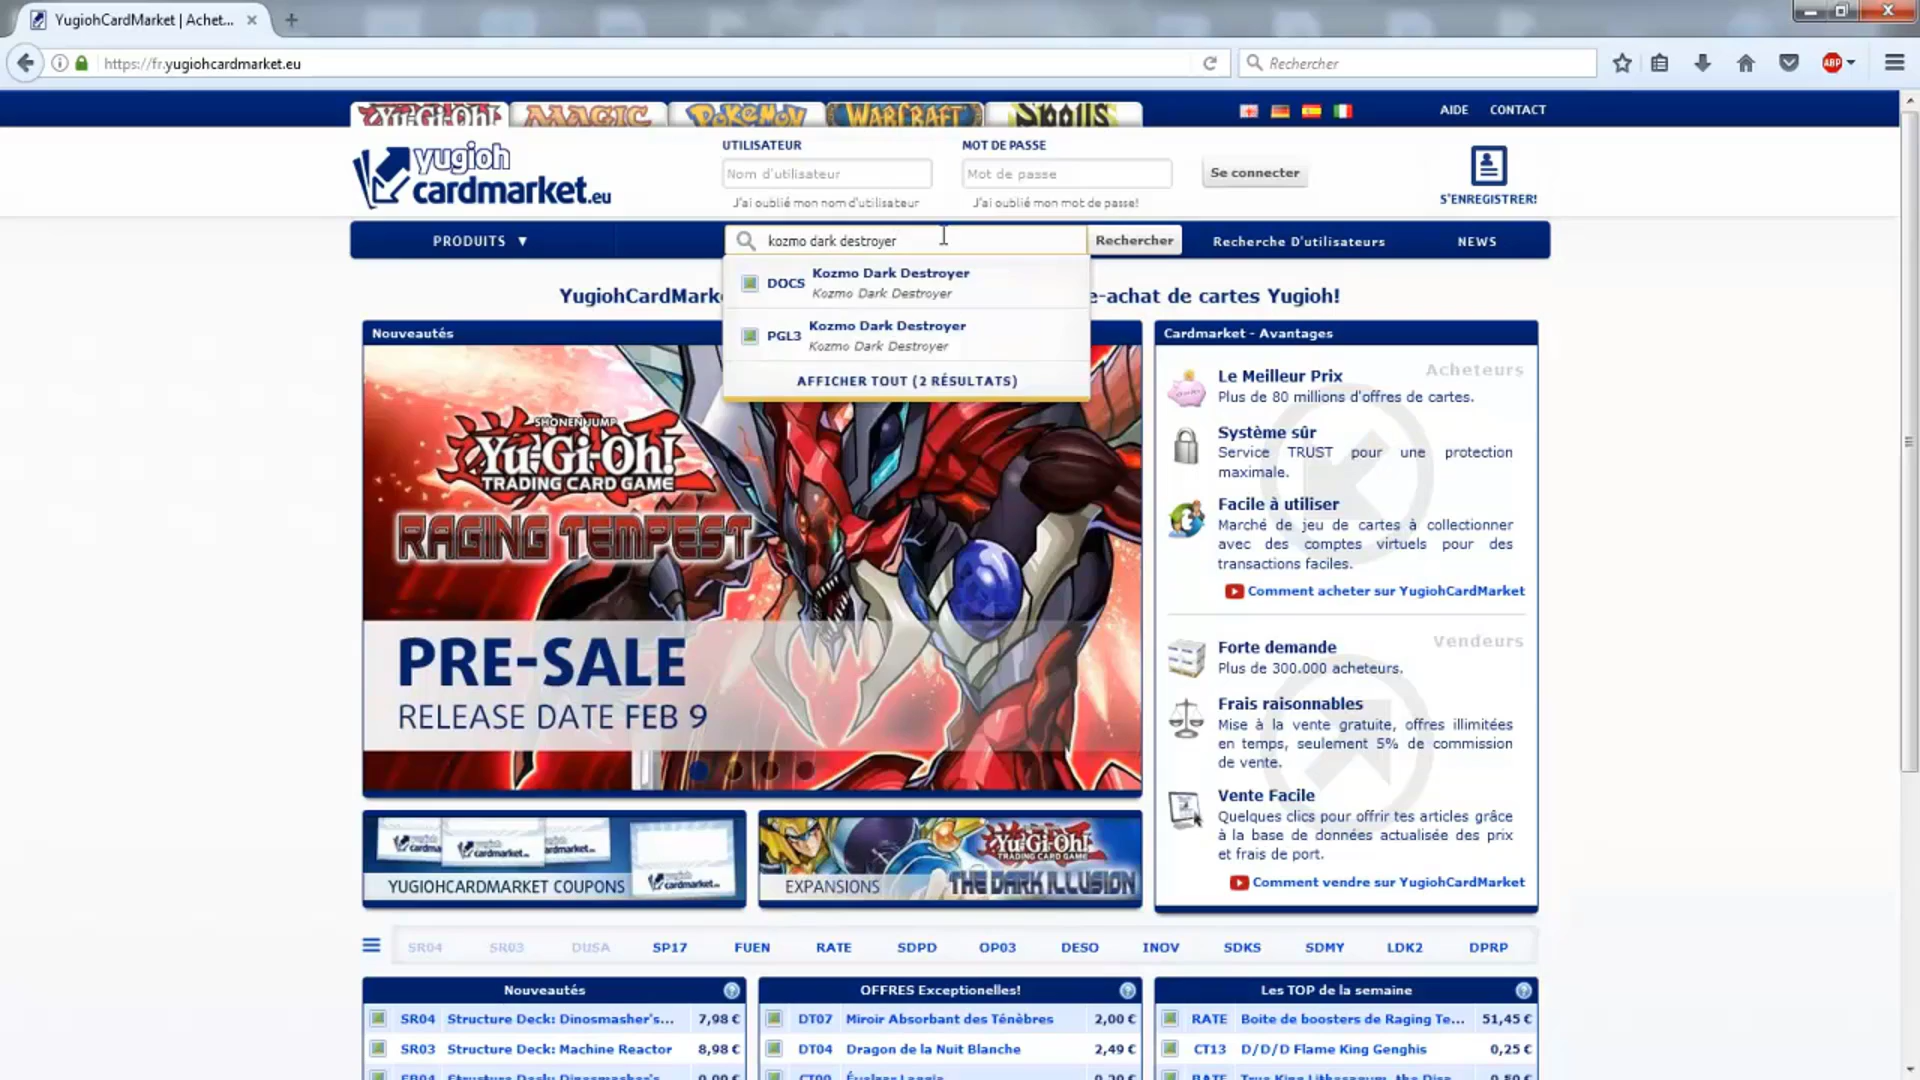 YugiohCardMarket | Achet...
https://fr.yugiohcardmarket.eu
Rechercher
ABP
Yu-Gi-Oh! MAGIC POKéMON WARCRAFT Spoils
AIDE CONTACT
yugioh
cardmarket.eu
UTILISATEUR
MOT DE PASSE
Nom d'utilisateur
Mot de passe
Se connecter
J'ai oublié mon nom d'utilisateur
J'ai oublié mon mot de passe!
S'ENREGISTRER!
PRODUITS ▼
kozmo dark destroyer
Rechercher
Recherche D'utilisateurs
NEWS
DOCS Kozmo Dark Destroyer
Kozmo Dark Destroyer
PGL3 Kozmo Dark Destroyer
Kozmo Dark Destroyer
AFFICHER TOUT (2 RÉSULTATS)
YugiohCardMarke
e-achat de cartes Yugioh!
Nouveautés
SHONEN JUMP
Yu-Gi-Oh!
TRADING CARD GAME
RAGING TEMPEST
PRE-SALE
RELEASE DATE FEB 9
Cardmarket - Avantages
Acheteurs
Le Meilleur Prix
Plus de 80 millions d'offres de cartes.
Système sûr
Service TRUST pour une protection
maximale.
Facile à utiliser
Marché de jeu de cartes à collectionner
avec des comptes virtuels pour des
transactions faciles.
Comment acheter sur YugiohCardMarket
Vendeurs
Forte demande
Plus de 300.000 acheteurs.
Frais raisonnables
Mise à la vente gratuite, offres illimitées
en temps, seulement 5% de commission
de vente.
Vente Facile
Quelques clics pour offrir tes articles grâce
à la base de données actualisée des prix
et frais de port.
Comment vendre sur YugiohCardMarket
YUGIOHCARDMARKET COUPONS
Yu-Gi-Oh!
TRADING CARD GAME
EXPANSIONS
THE DARK ILLUSION
SR04 SR03 DUSA SP17 FUEN RATE SDPD OP03 DESO INOV SDKS SDMY LDK2 DPRP
Nouveautés
SR04 Structure Deck: Dinosmasher's... 7,98 €
SR03 Structure Deck: Machine Reactor 8,98 €
OFFRES Exceptionelles!
DT07 Miroir Absorbant des Ténèbres 2,00 €
DT04 Dragon de la Nuit Blanche 2,49 €
Les TOP de la semaine
RATE Boite de boosters de Raging Te... 51,45 €
CT13 D/D/D Flame King Genghis 0,25 €